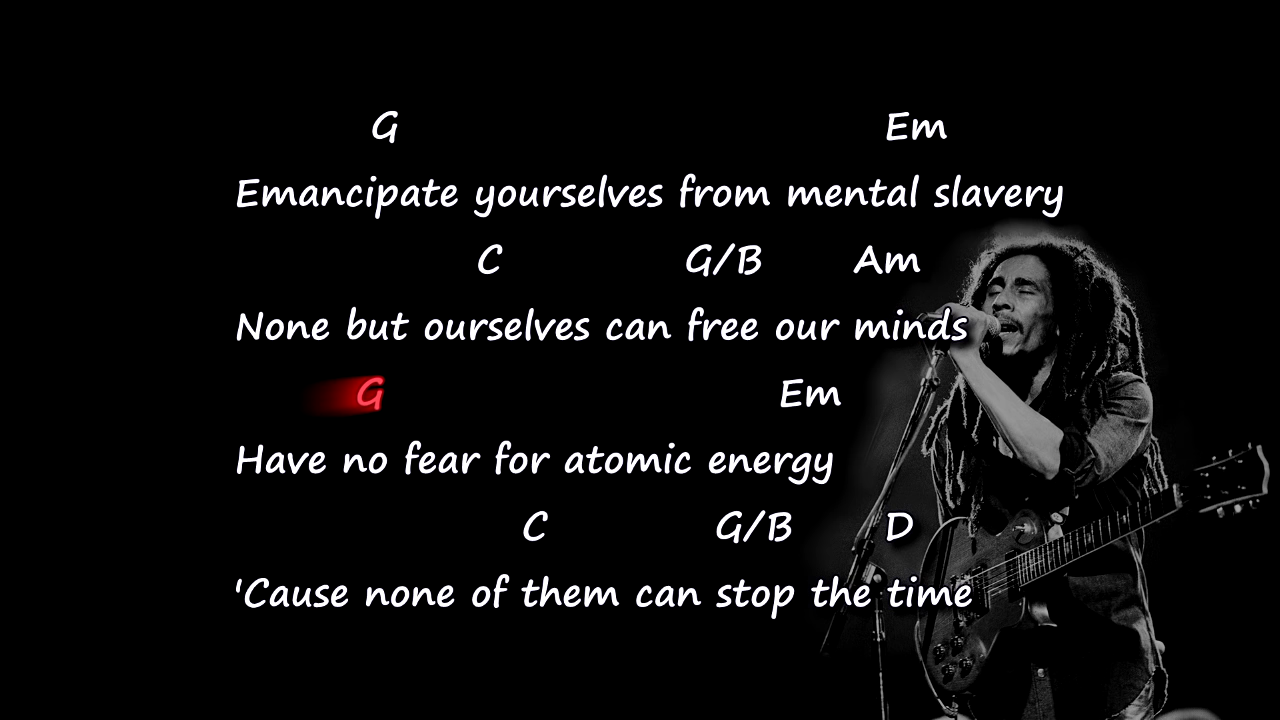 G Em
Emancipate yourselves from mental slavery
C G/B Am
None but ourselves can free our minds
G Em
Have no fear for atomic energy
C G/B D
'Cause none of them can stop the time